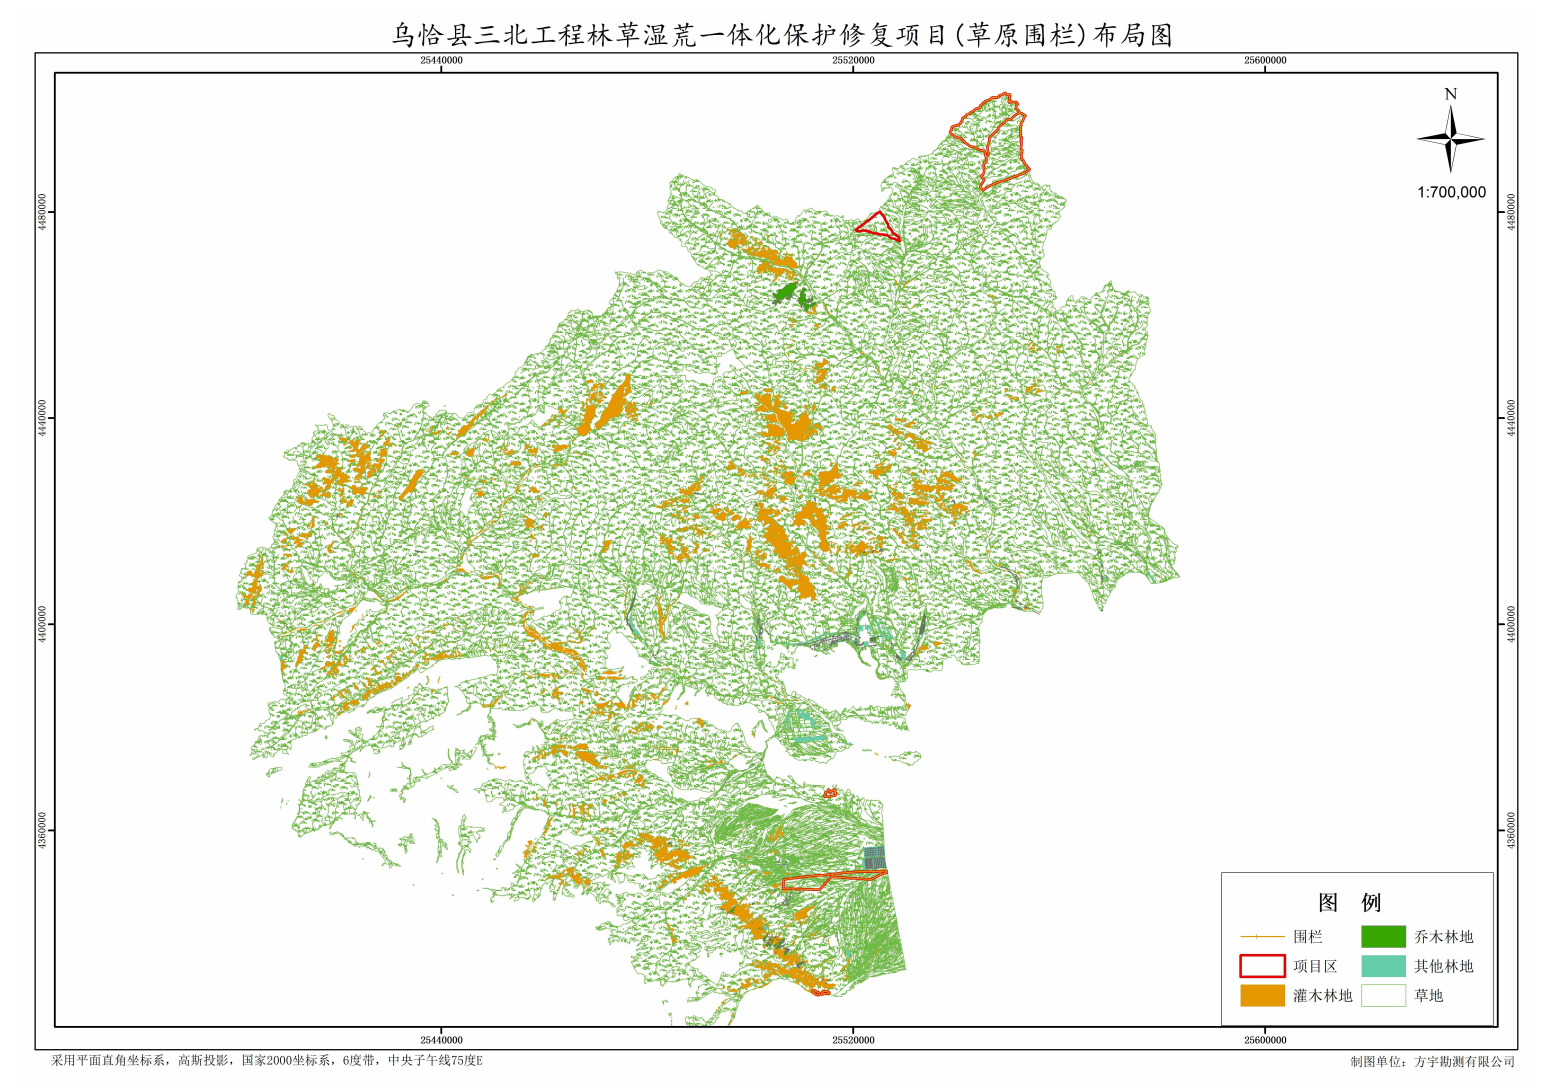 乌恰县三北工程林草湿荒一体化保护修复项目(草原围栏)布局图
25440000 25520000 25600000
N
1:700,000
4480000 4480000
4440000 4440000
4400000 4400000
4360000 4360000
图 例
围栏 乔木林地
项目区 其他林地
灌木林地 草地
25440000 25520000 25600000
采用平面直角坐标系，高斯投影，国家2000坐标系，6度带，中央子午线75度E 制图单位：方宇勘测有限公司